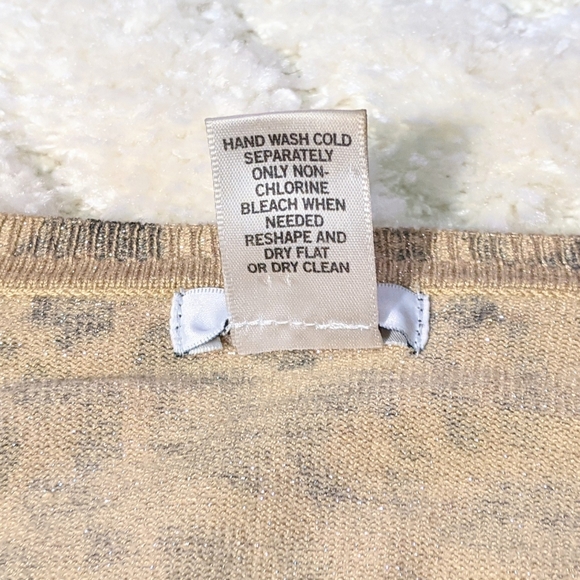 HAND WASH COLD
SEPARATELY
ONLY NON-
CHLORINE
BLEACH WHEN
NEEDED
RESHAPE AND
DRY FLAT
OR DRY CLEAN